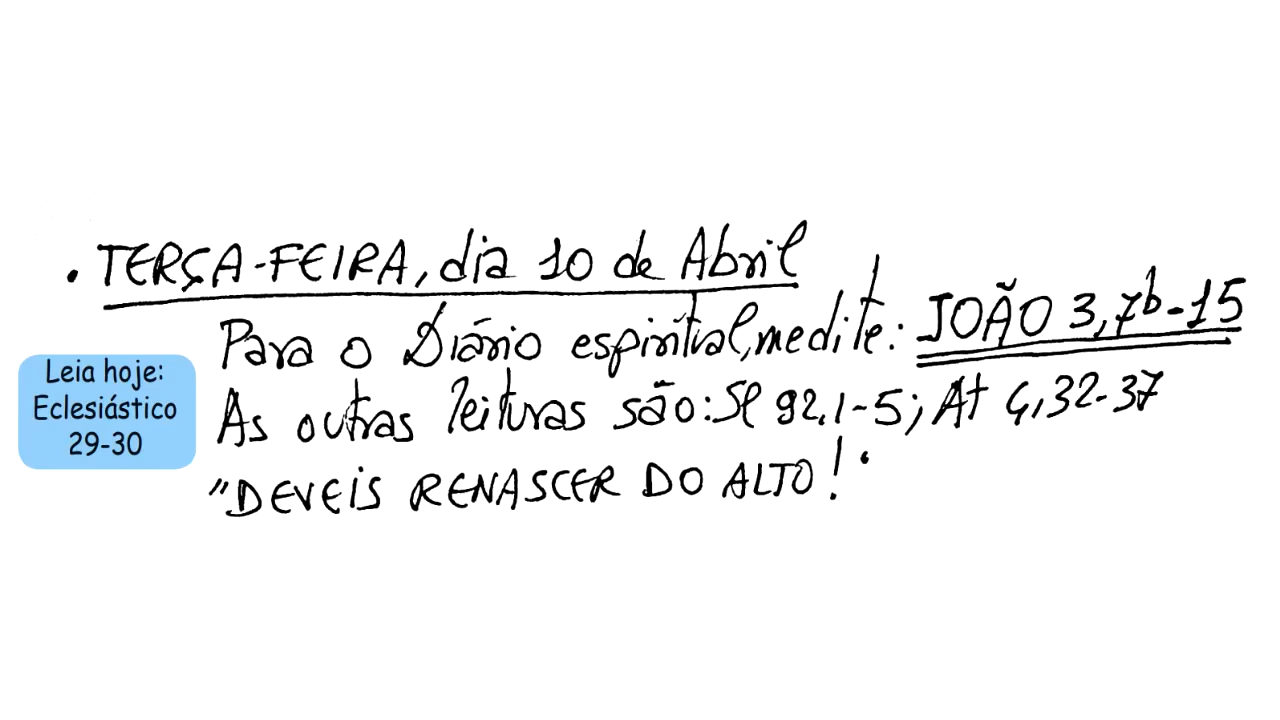 . TERÇA-FEIRA, dia 10 de Abril
Para o Diário espiritual, medite: JOÃO 3,7b-15
Leia hoje:
Eclesiástico
29-30
As outras leituras são: Sl 92,1-5; At 4,32-37
"DEVEIS RENASCER DO ALTO!"